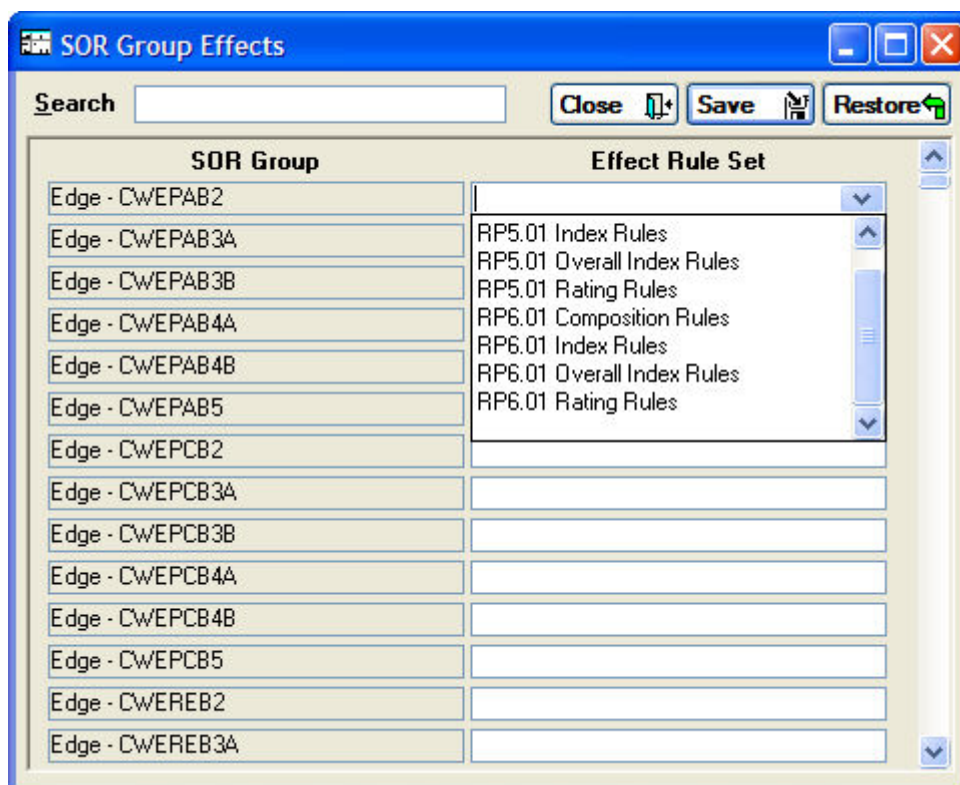 SOR Group Effects
Search Close Save Restore
SOR Group Effect Rule Set
Edge - CWEPAB2
Edge - CWEPAB3A
Edge - CWEPAB3B
Edge - CWEPAB4A
Edge - CWEPAB4B
Edge - CWEPAB5
Edge - CWEPCB2
Edge - CWEPCB3A
Edge - CWEPCB3B
Edge - CWEPCB4A
Edge - CWEPCB4B
Edge - CWEPCB5
Edge - CWEREB2
Edge - CWEREB3A
RP5.01 Index Rules
RP5.01 Overall Index Rules
RP5.01 Rating Rules
RP6.01 Composition Rules
RP6.01 Index Rules
RP6.01 Overall Index Rules
RP6.01 Rating Rules